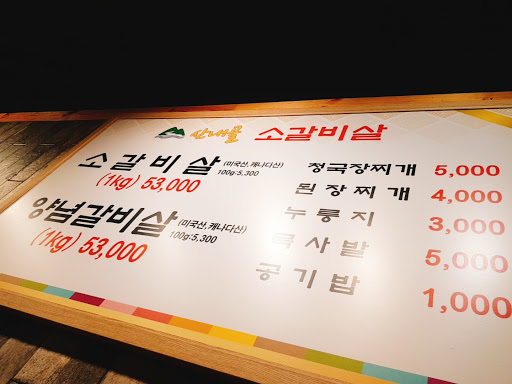 산내물 소갈비살
소갈비살 (미국산,캐나다산)
(1kg) 53,000 100g:5,300
양념갈비살 (미국산,캐나다산)
(1kg) 53,000 100g:5,300
청국장찌개 5,000
된장찌개 4,000
누룽지 3,000
묵사발 5,000
공기밥 1,000